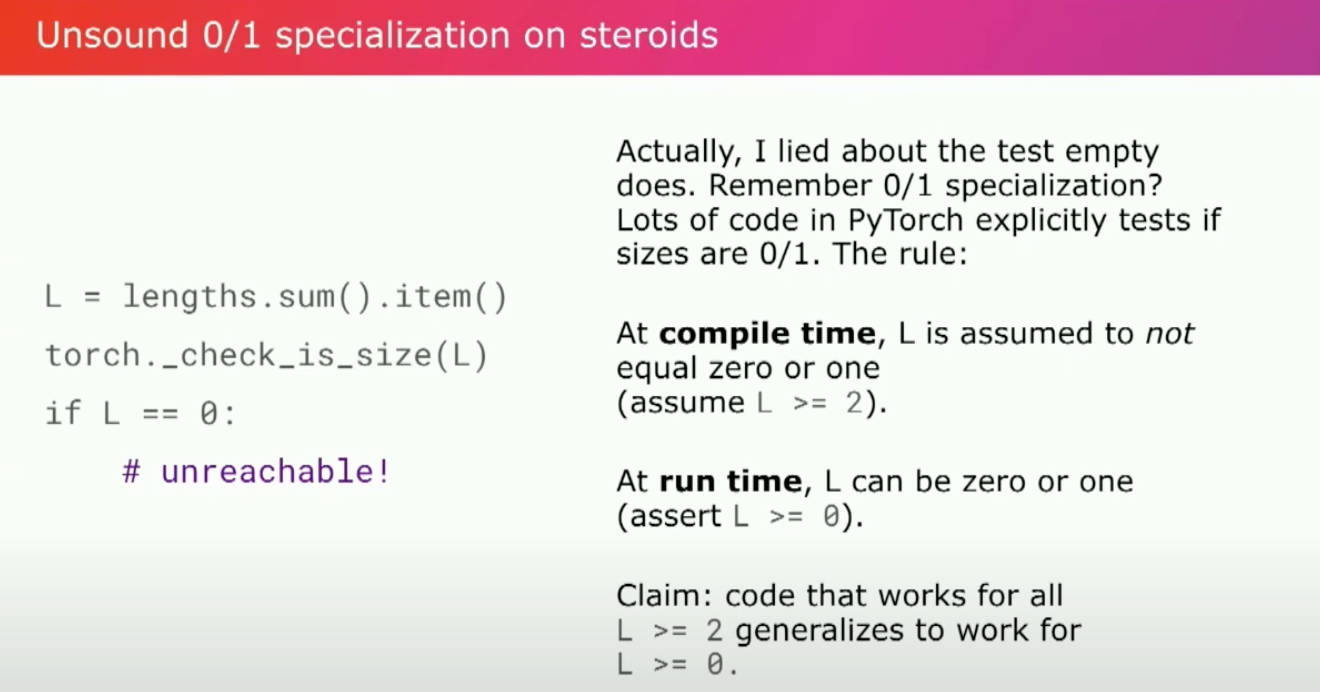 Unsound 0/1 specialization on steroids
L = lengths.sum().item()
torch._check_is_size(L)
if L == 0:
# unreachable!
Actually, I lied about the test empty
does. Remember 0/1 specialization?
Lots of code in PyTorch explicitly tests if
sizes are 0/1. The rule:
At compile time, L is assumed to not
equal zero or one
(assume L >= 2).
At run time, L can be zero or one
(assert L >= 0).
Claim: code that works for all
L >= 2 generalizes to work for
L >= 0.